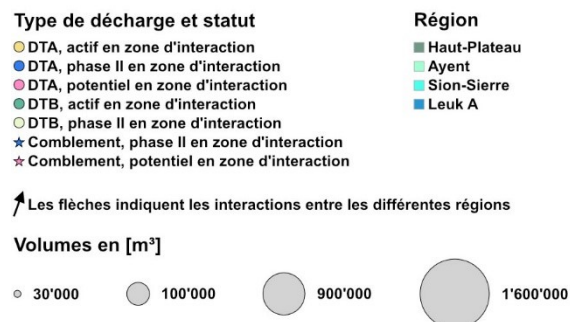 Type de décharge et statut
DTA, actif en zone d'interaction
DTA, phase II en zone d'interaction
DTA, potentiel en zone d'interaction
DTB, actif en zone d'interaction
DTB, phase II en zone d'interaction
Comblement, phase II en zone d'interaction
Comblement, potentiel en zone d'interaction
Région
Haut-Plateau
Ayent
Sion-Sierre
Leuk A
Les flèches indiquent les interactions entre les différentes régions
Volumes en [m³]
30'000 100'000 900'000 1'600'000